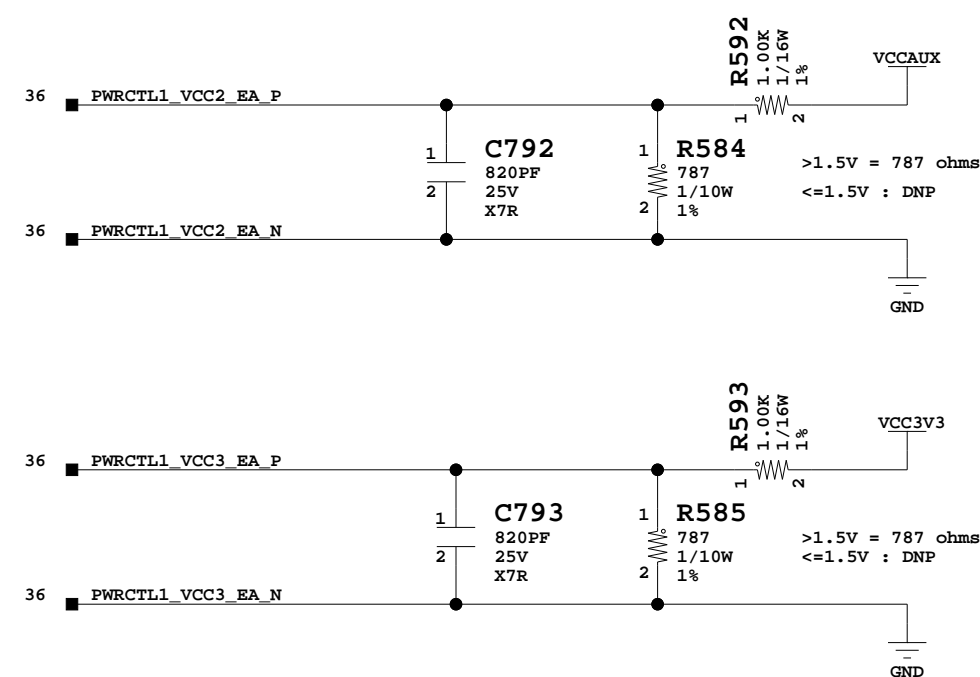 R592
1.00K
1/16W
1%
VCCAUX
36
PWRCTL1_VCC2_EA_P
1
2
1
C792
820PF
25V
X7R
2
1
R584
787
1/10W
1%
2
>1.5V = 787 ohms
<=1.5V : DNP
36
PWRCTL1_VCC2_EA_N
GND
R593
1.00K
1/16W
1%
VCC3V3
36
PWRCTL1_VCC3_EA_P
1
2
1
C793
820PF
25V
X7R
2
1
R585
787
1/10W
1%
2
>1.5V = 787 ohms
<=1.5V : DNP
36
PWRCTL1_VCC3_EA_N
GND